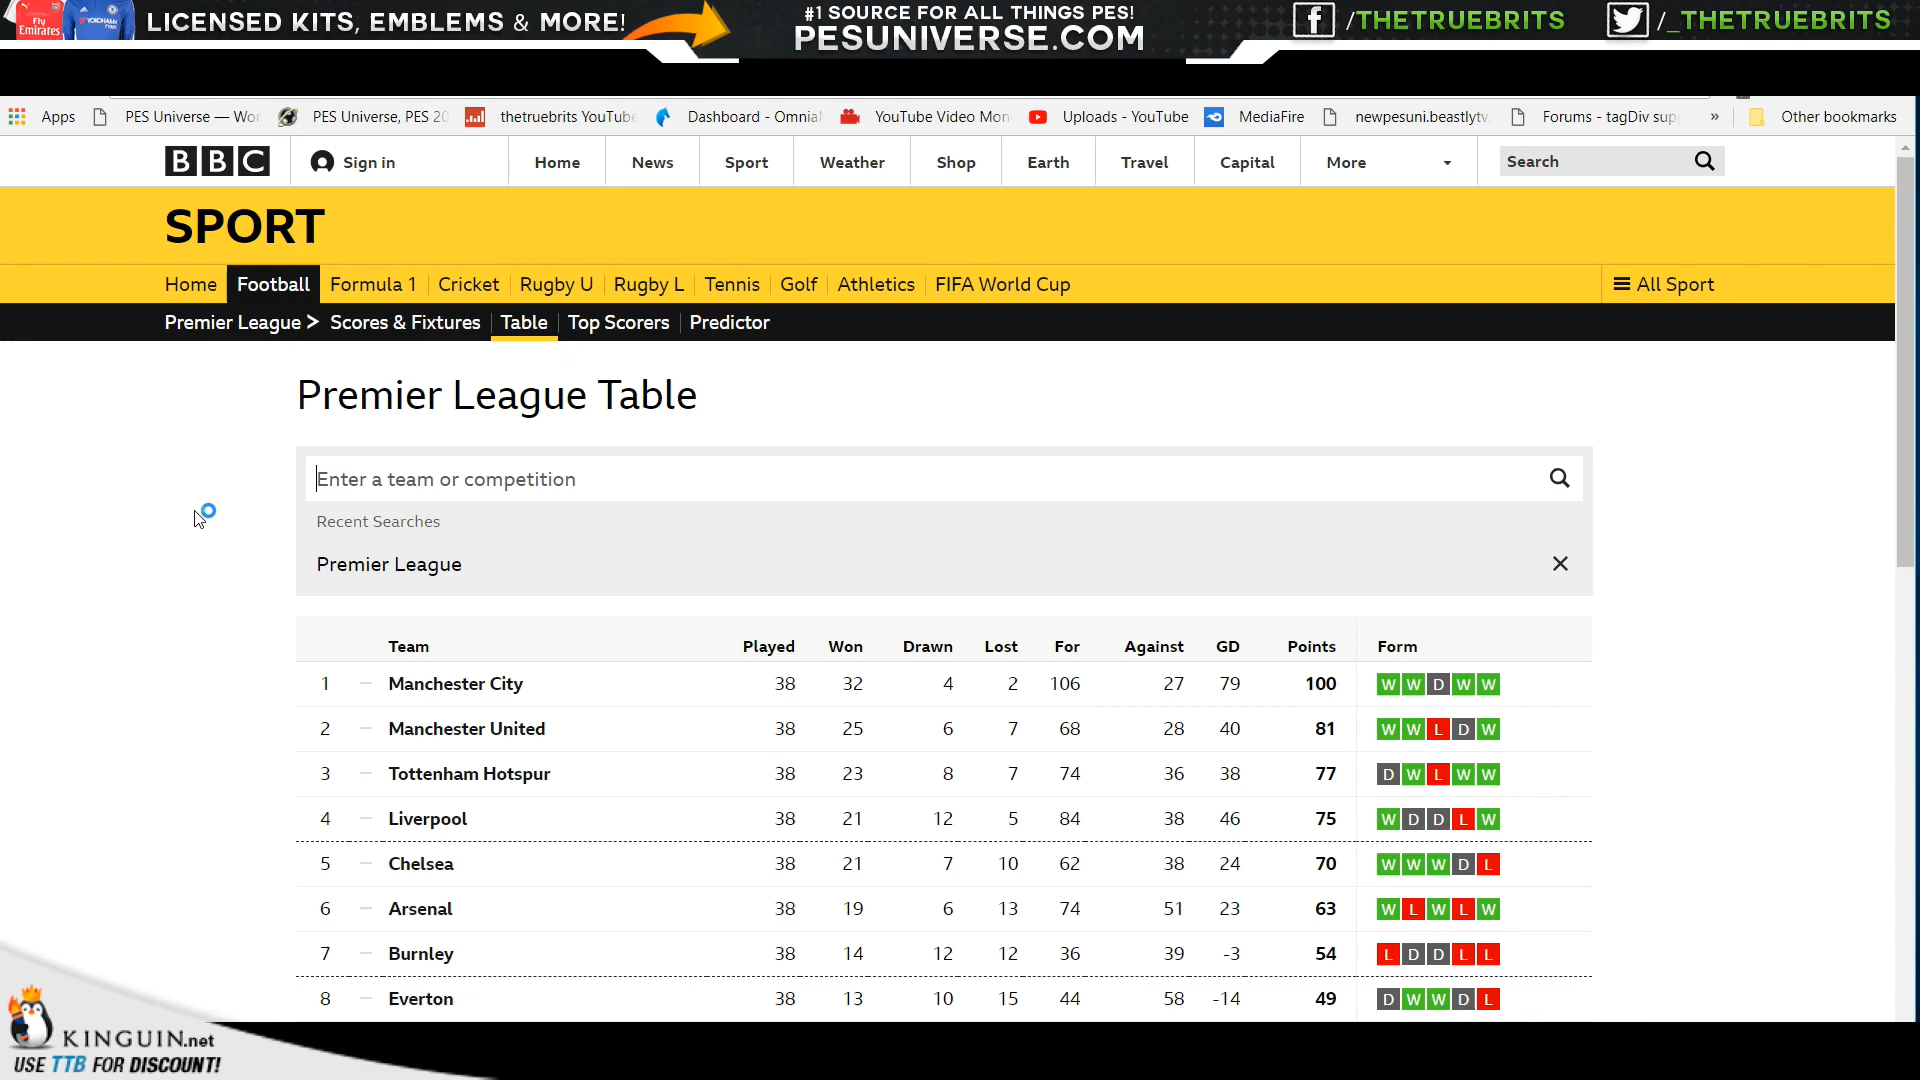 Fly
Emirates
YOKOHAMA
TYRES
LICENSED KITS, EMBLEMS & MORE!
#1 SOURCE FOR ALL THINGS PES!
PESUNIVERSE.COM
/THETRUEBRITS
/_THETRUEBRITS
Apps
PES Universe — Wor
PES Universe, PES 20
thetruebrits YouTube
Dashboard - Omnia
YouTube Video Mon
Uploads - YouTube
MediaFire
newpesuni.beastlytv.
Forums - tagDiv sup
»
Other bookmarks
BBC
Sign in
Home
News
Sport
Weather
Shop
Earth
Travel
Capital
More
Search
SPORT
Home
Football
Formula 1
Cricket
Rugby U
Rugby L
Tennis
Golf
Athletics
FIFA World Cup
All Sport
Premier League >
Scores & Fixtures
Table
Top Scorers
Predictor
Premier League Table
Enter a team or competition
Recent Searches
Premier League
Team Played Won Drawn Lost For Against GD Points Form
1 Manchester City 38 32 4 2 106 27 79 100 W W D W W
2 Manchester United 38 25 6 7 68 28 40 81 W W L D W
3 Tottenham Hotspur 38 23 8 7 74 36 38 77 D W L W W
4 Liverpool 38 21 12 5 84 38 46 75 W D D L W
5 Chelsea 38 21 7 10 62 38 24 70 W W W D L
6 Arsenal 38 19 6 13 74 51 23 63 W L W L W
7 Burnley 38 14 12 12 36 39 -3 54 L D D L L
8 Everton 38 13 10 15 44 58 -14 49 D W W D L
KINGUIN.net
USE TTB FOR DISCOUNT!